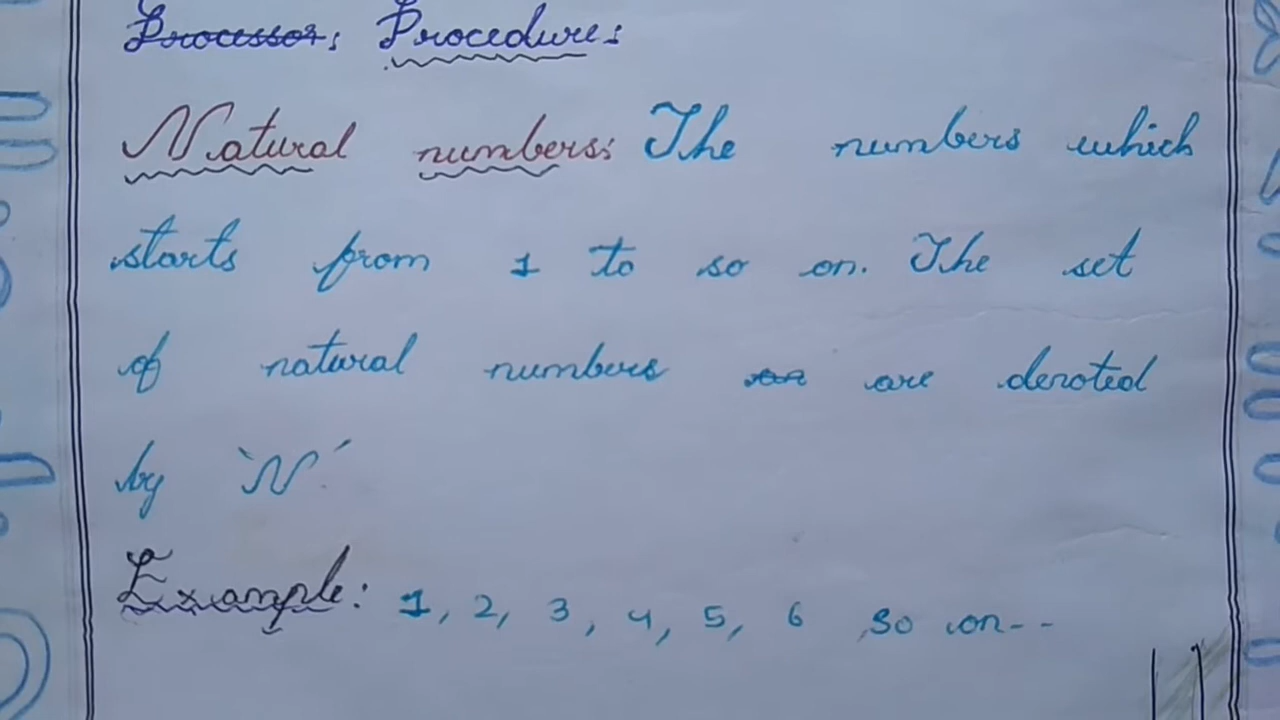 Processor: Procedure:
Natural numbers: The numbers which
starts from 1 to so on. The set
of natural numbers are denoted
by `N´
Example: 1, 2, 3, 4, 5, 6 so on--